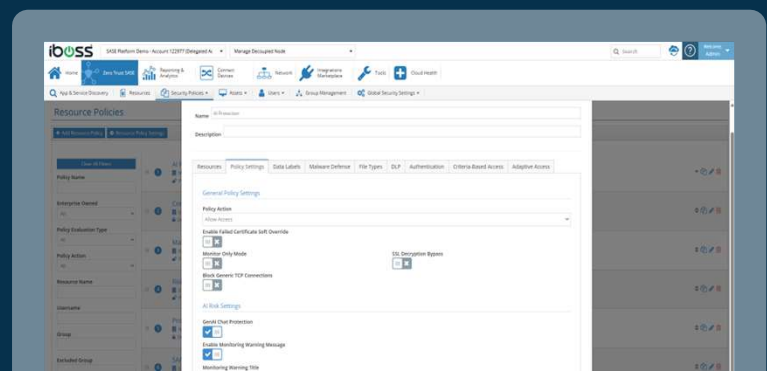 iboss SASE Platform Demo - Account 122977 (Delegated A Manage Decoupled Node Search Welcome Admin
Home Zero Trust SASE Reporting & Analytics Connect Devices Network Integrations Marketplace Tools Cloud Health
App & Service Discovery Resources Security Policies Assets Users Group Management Global Security Settings
Resource Policies
+ Add Resource Policy Resource Policy Settings
Clear All Filters
Policy Name
Enterprise Owned
All
Policy Evaluation Type
All
Policy Action
All
Resource Name
Username
Group
Excluded Group
Name AI Protection
Description
Resources Policy Settings Data Labels Malware Defense File Types DLP Authentication Criteria-Based Access Adaptive Access
General Policy Settings
Policy Action
Allow Access
Enable Failed Certificate Soft Override
Monitor Only Mode SSL Decryption Bypass
Block Generic TCP Connections
AI Risk Settings
GenAI Chat Protection
Enable Monitoring Warning Message
Monitoring Warning Title